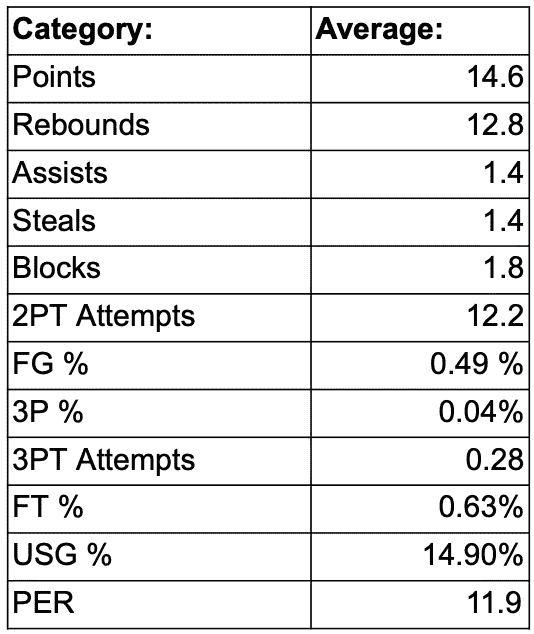 Category: Average:
Points 14.6
Rebounds 12.8
Assists 1.4
Steals 1.4
Blocks 1.8
2PT Attempts 12.2
FG % 0.49 %
3P % 0.04%
3PT Attempts 0.28
FT % 0.63%
USG % 14.90%
PER 11.9